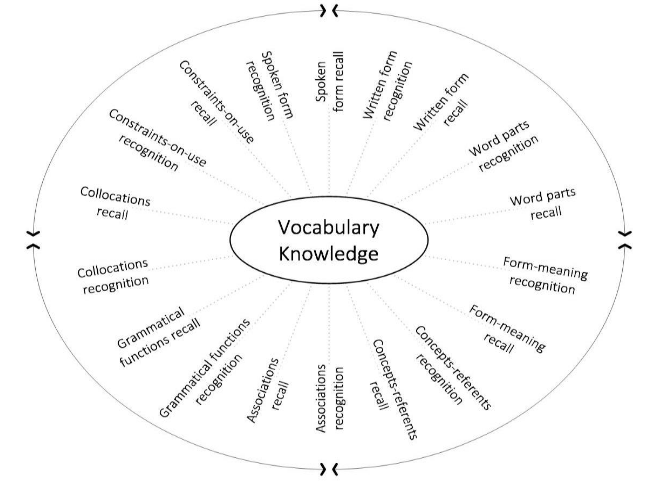 Vocabulary
Knowledge
Spoken
form recall
Written form
recognition
Written form
recall
Word parts
recognition
Word parts
recall
Form-meaning
recognition
Form-meaning
recall
Concepts-referents
recognition
Concepts-referents
recall
Associations
recognition
Associations
recall
Grammatical functions
recognition
Grammatical
functions recall
Collocations
recognition
Collocations
recall
Constraints-on-use
recognition
Constraints-on-use
recall
Spoken form
recognition